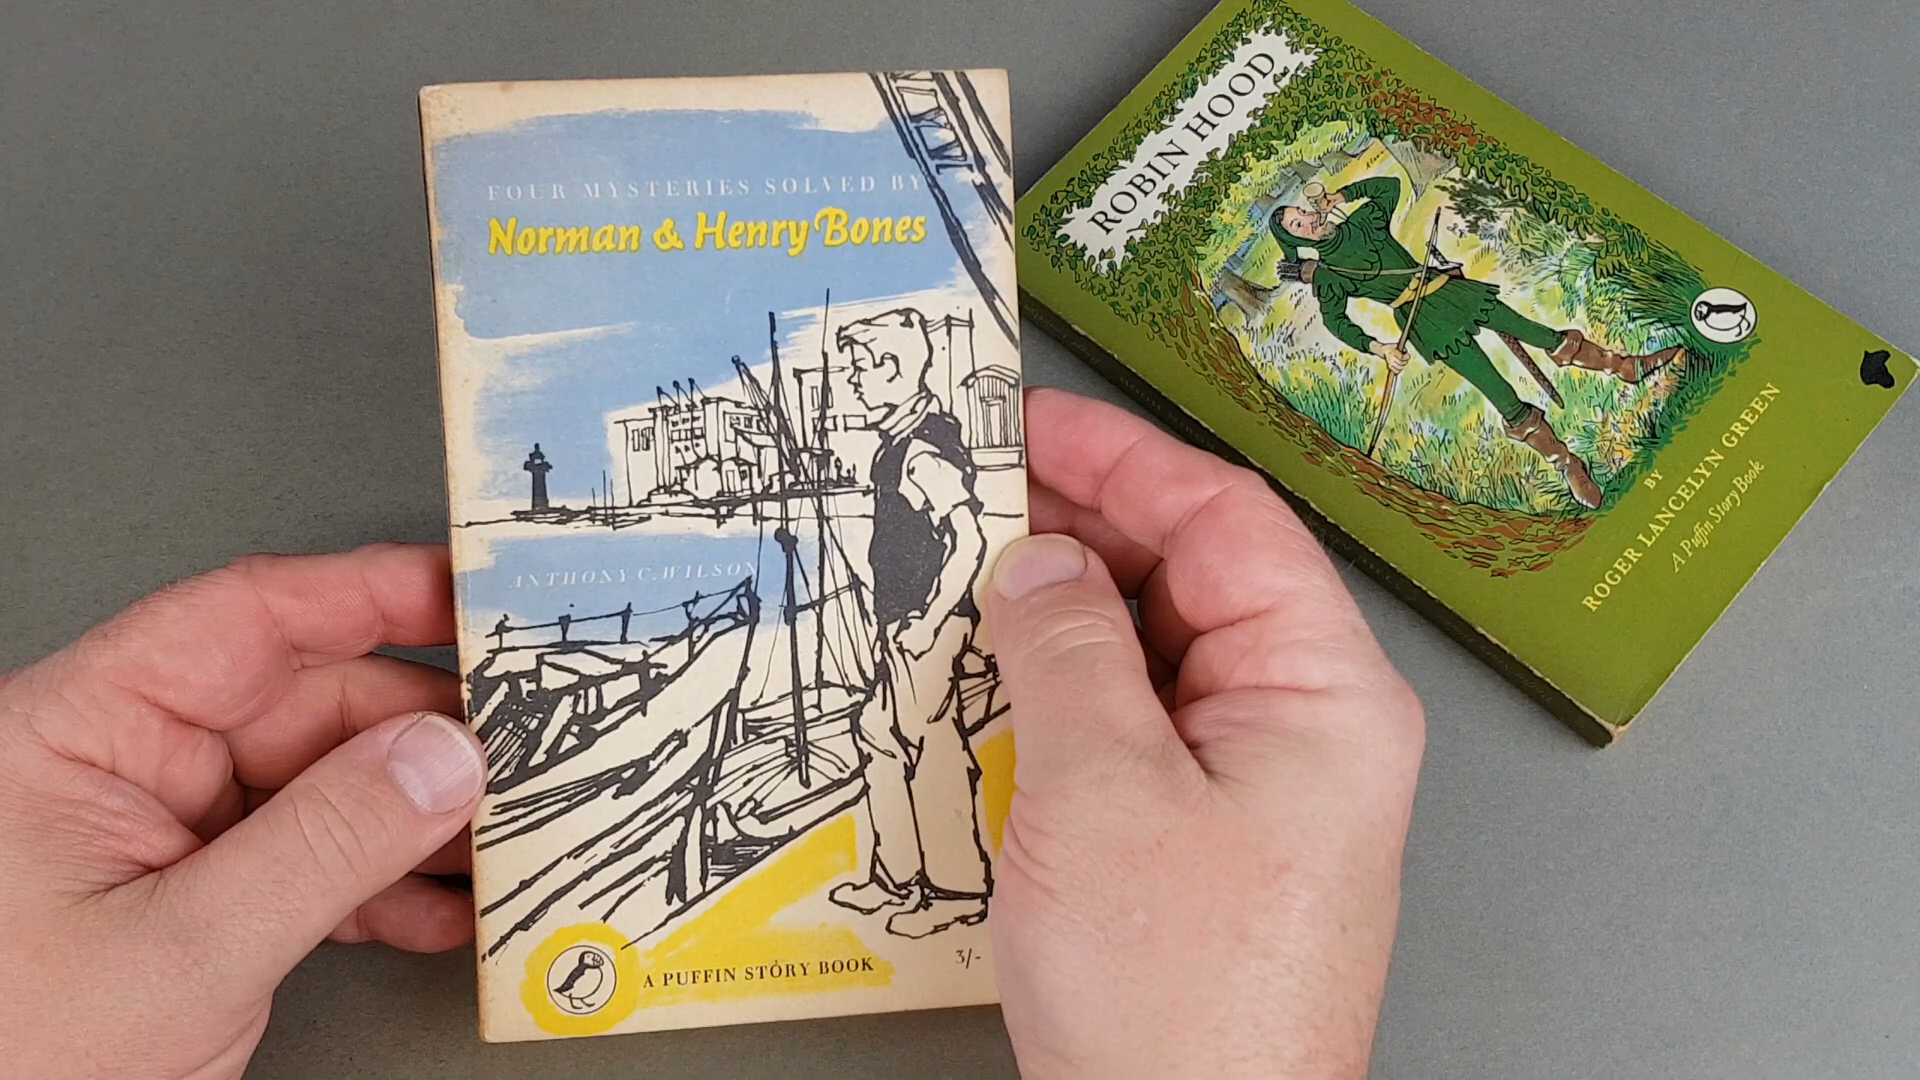 FOUR MYSTERIES SOLVED BY
Norman & Henry Bones
ANTHONY C. WILSON
A PUFFIN STORY BOOK
3/-
ROBIN HOOD
BY
ROGER LANCELYN GREEN
A Puffin Story Book